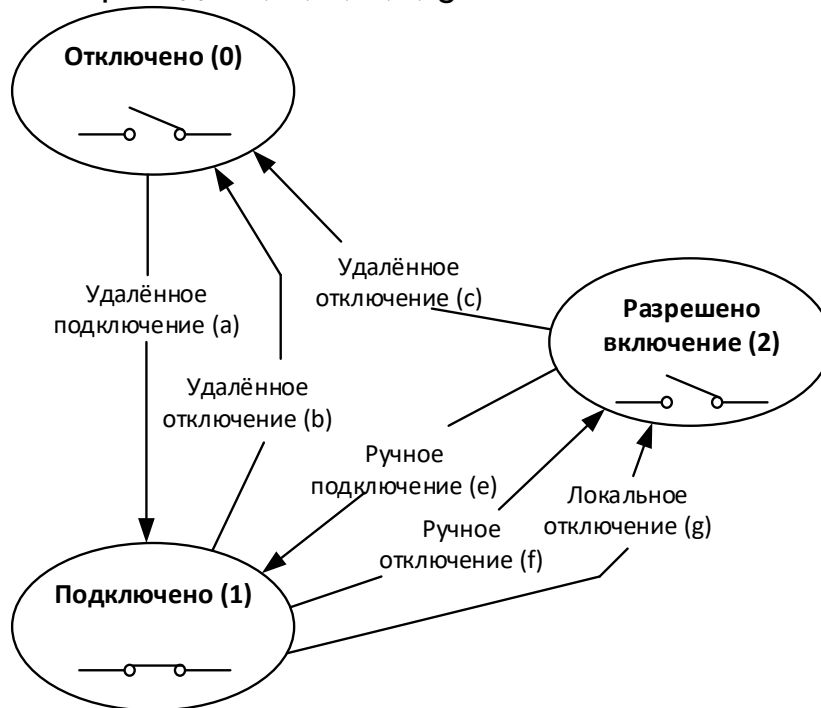 Отключено (0)
Удалённое
подключение (a)
Удалённое
отключение (b)
Удалённое
отключение (c)
Разрешено
включение (2)
Ручное
подключение (e)
Ручное
отключение (f)
Локальное
отключение (g)
Подключено (1)